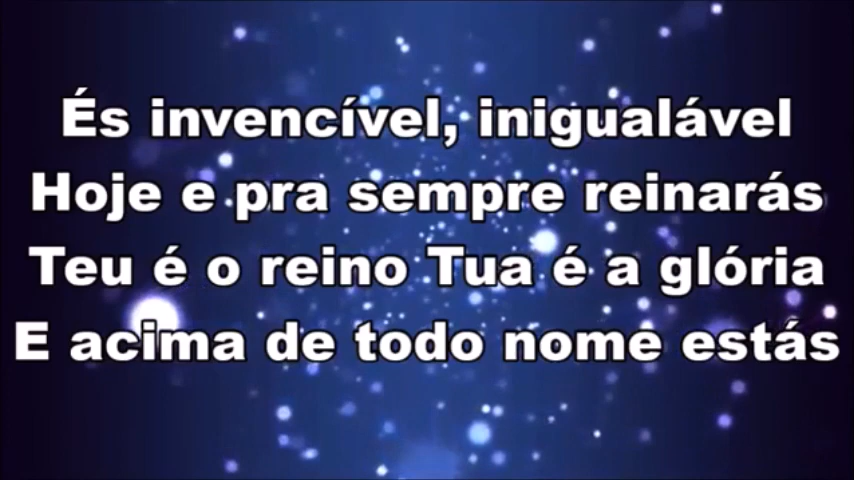 És invencível, inigualável
Hoje e pra sempre reinarás
Teu é o reino Tua é a glória
E acima de todo nome estás